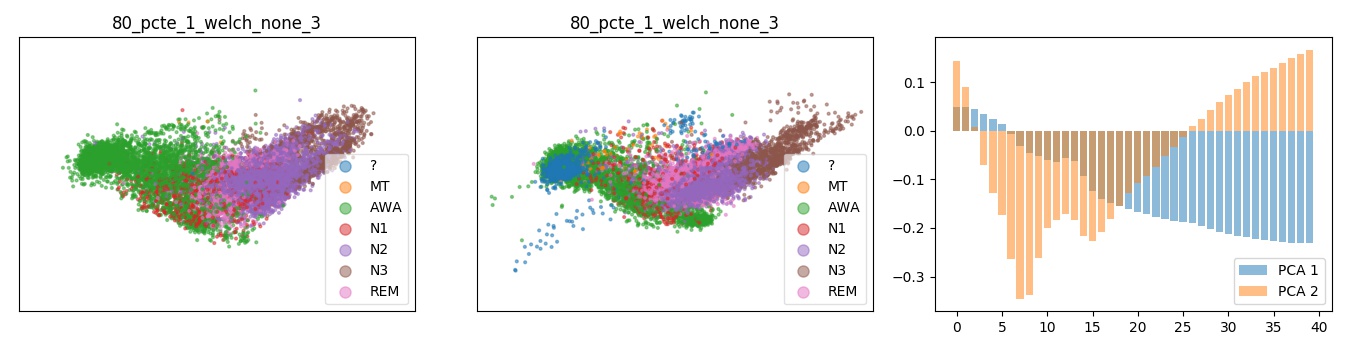 80_pcte_1_welch_none_3
?
MT
AWA
N1
N2
N3
REM
80_pcte_1_welch_none_3
?
MT
AWA
N1
N2
N3
REM
0.1
0.0
−0.1
−0.2
−0.3
0 5 10 15 20 25 30 35 40
PCA 1
PCA 2